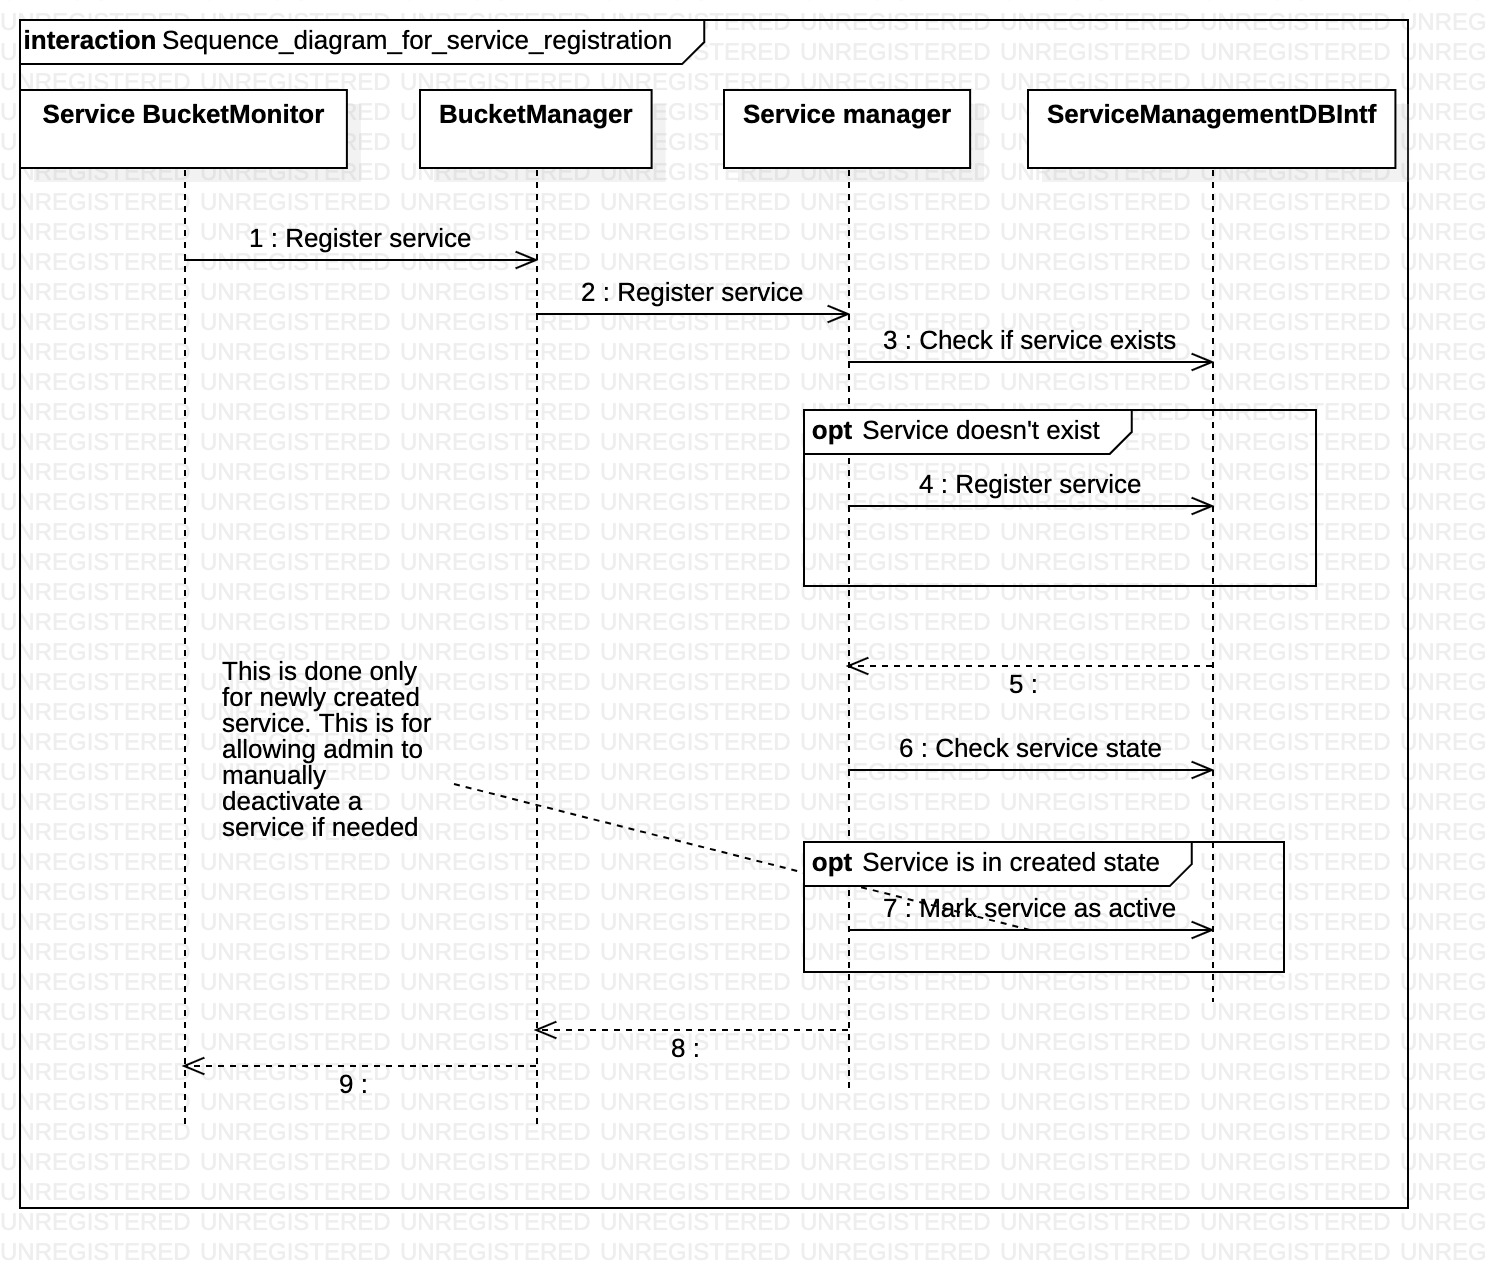 interaction Sequence_diagram_for_service_registration
Service BucketMonitor
BucketManager
Service manager
ServiceManagementDBIntf
1 : Register service
2 : Register service
3 : Check if service exists
opt Service doesn't exist
4 : Register service
5 :
This is done only
for newly created
service. This is for
allowing admin to
manually
deactivate a
service if needed
6 : Check service state
opt Service is in created state
7 : Mark service as active
8 :
9 :
UNREGISTERED